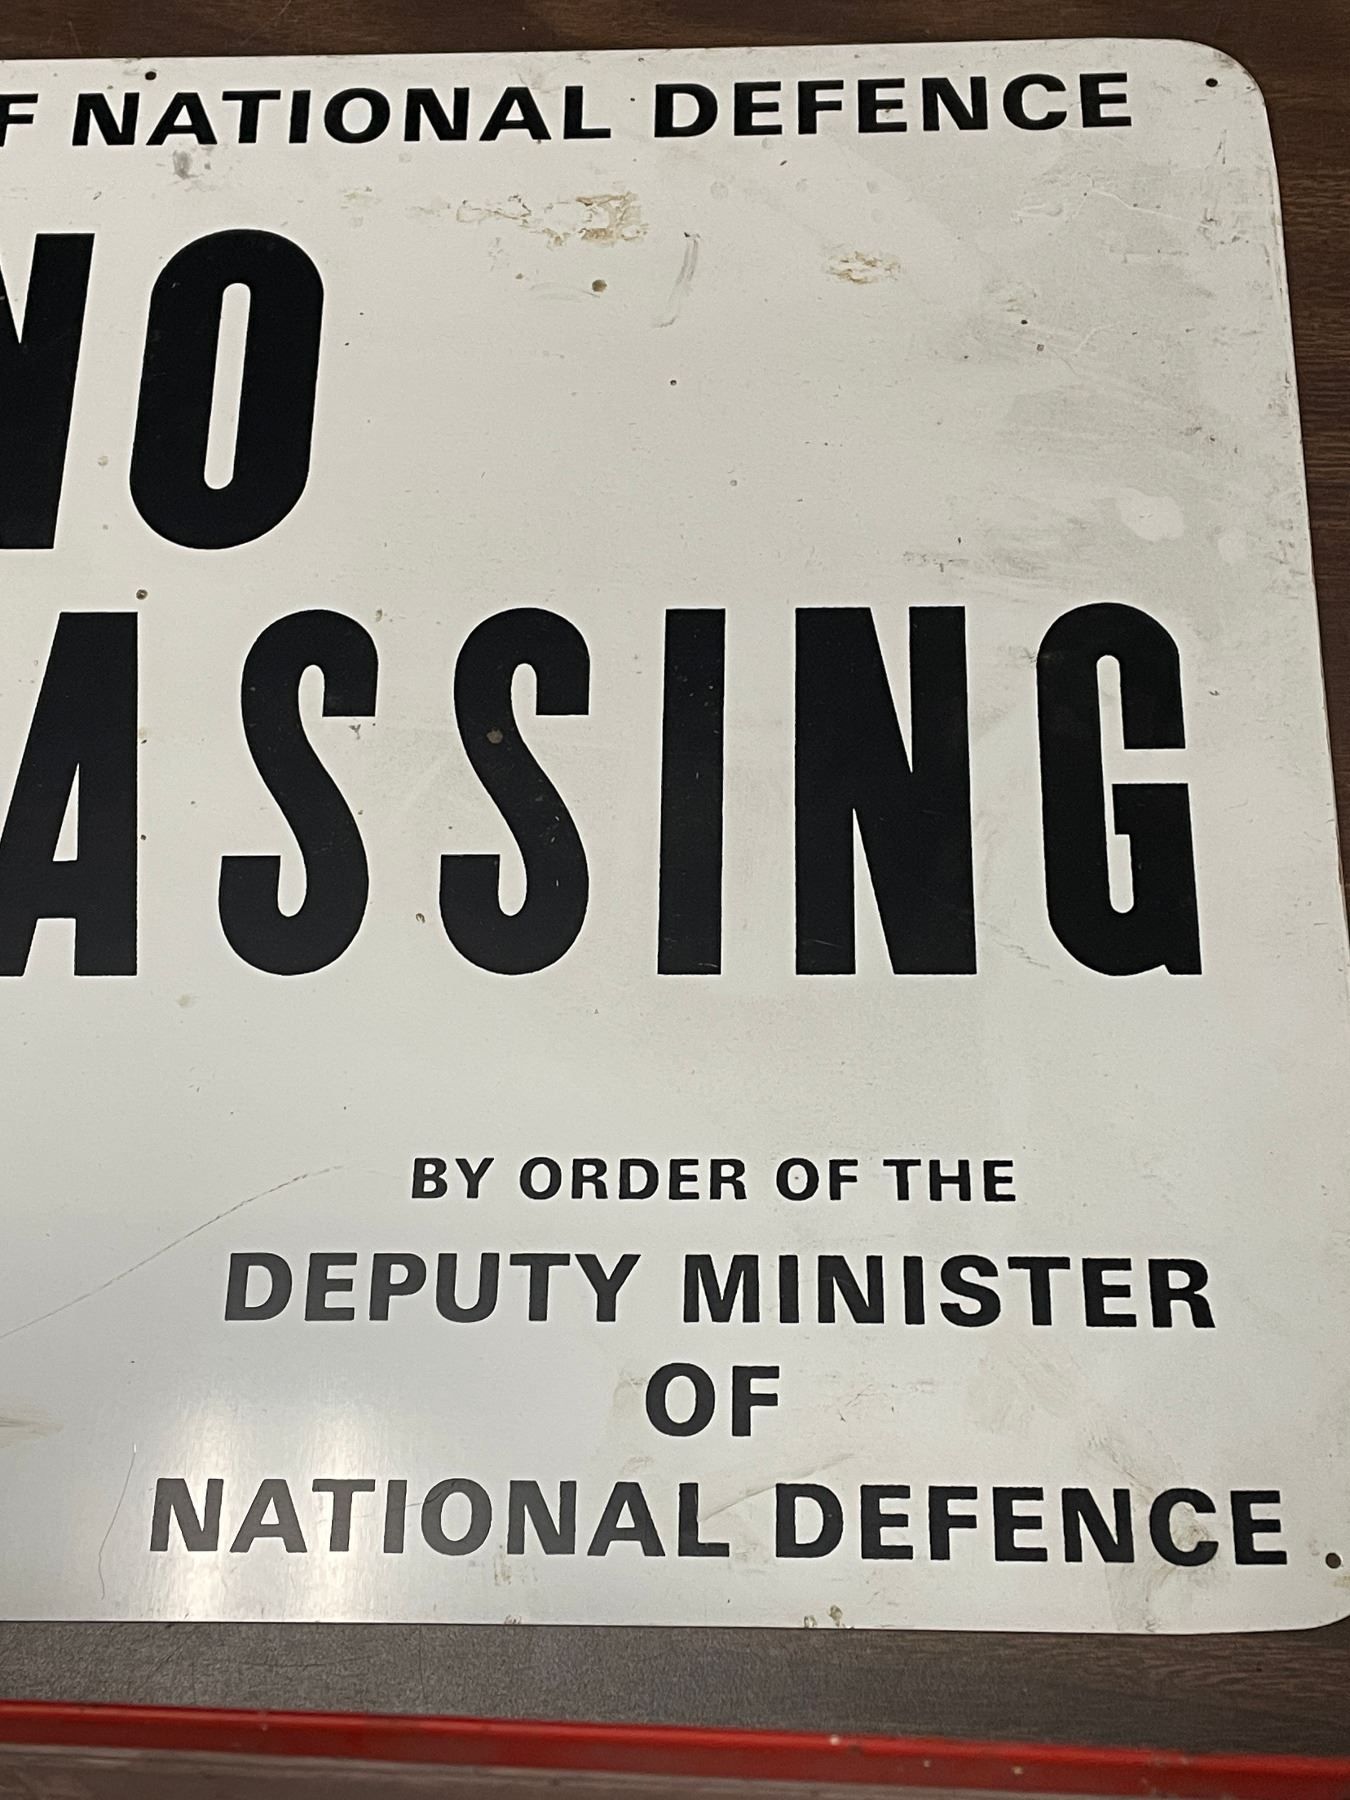 F NATIONAL DEFENCE
NO
ASSING
BY ORDER OF THE
DEPUTY MINISTER
OF
NATIONAL DEFENCE